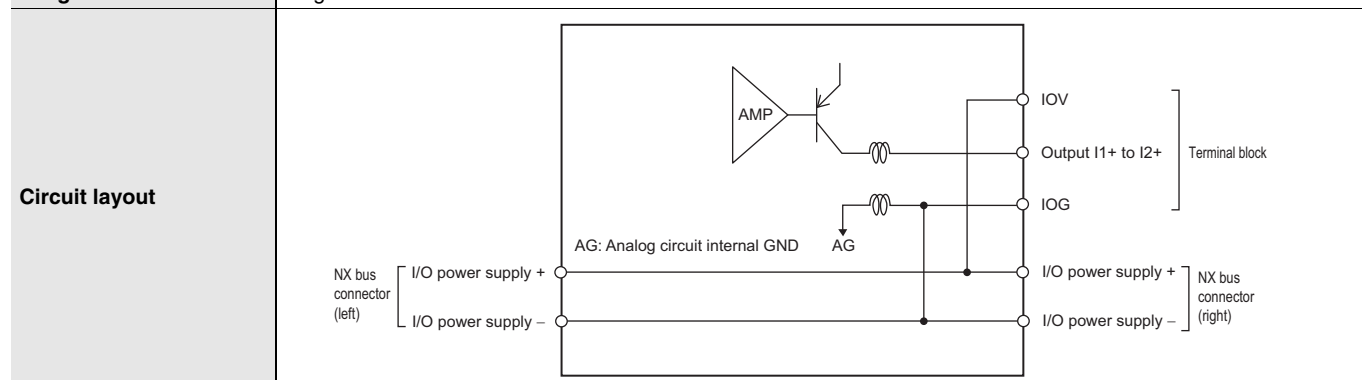 Circuit layout
AMP
IOV
Output I1+ to I2+
Terminal block
IOG
AG: Analog circuit internal GND
AG
NX bus
connector
(left)
I/O power supply +
I/O power supply –
I/O power supply +
I/O power supply –
NX bus
connector
(right)